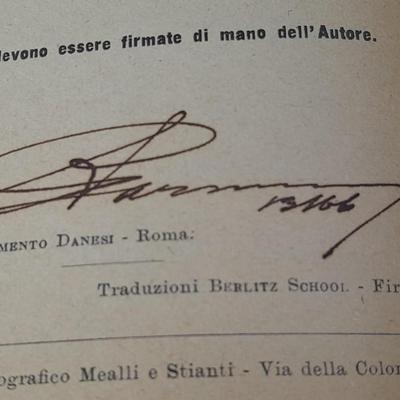 devono essere firmate di mano dell'Autore.
13166
MENTO DANESI - Roma.
Traduzioni BERLITZ SCHOOL - Fir
ografico Mealli e Stianti - Via della Colon